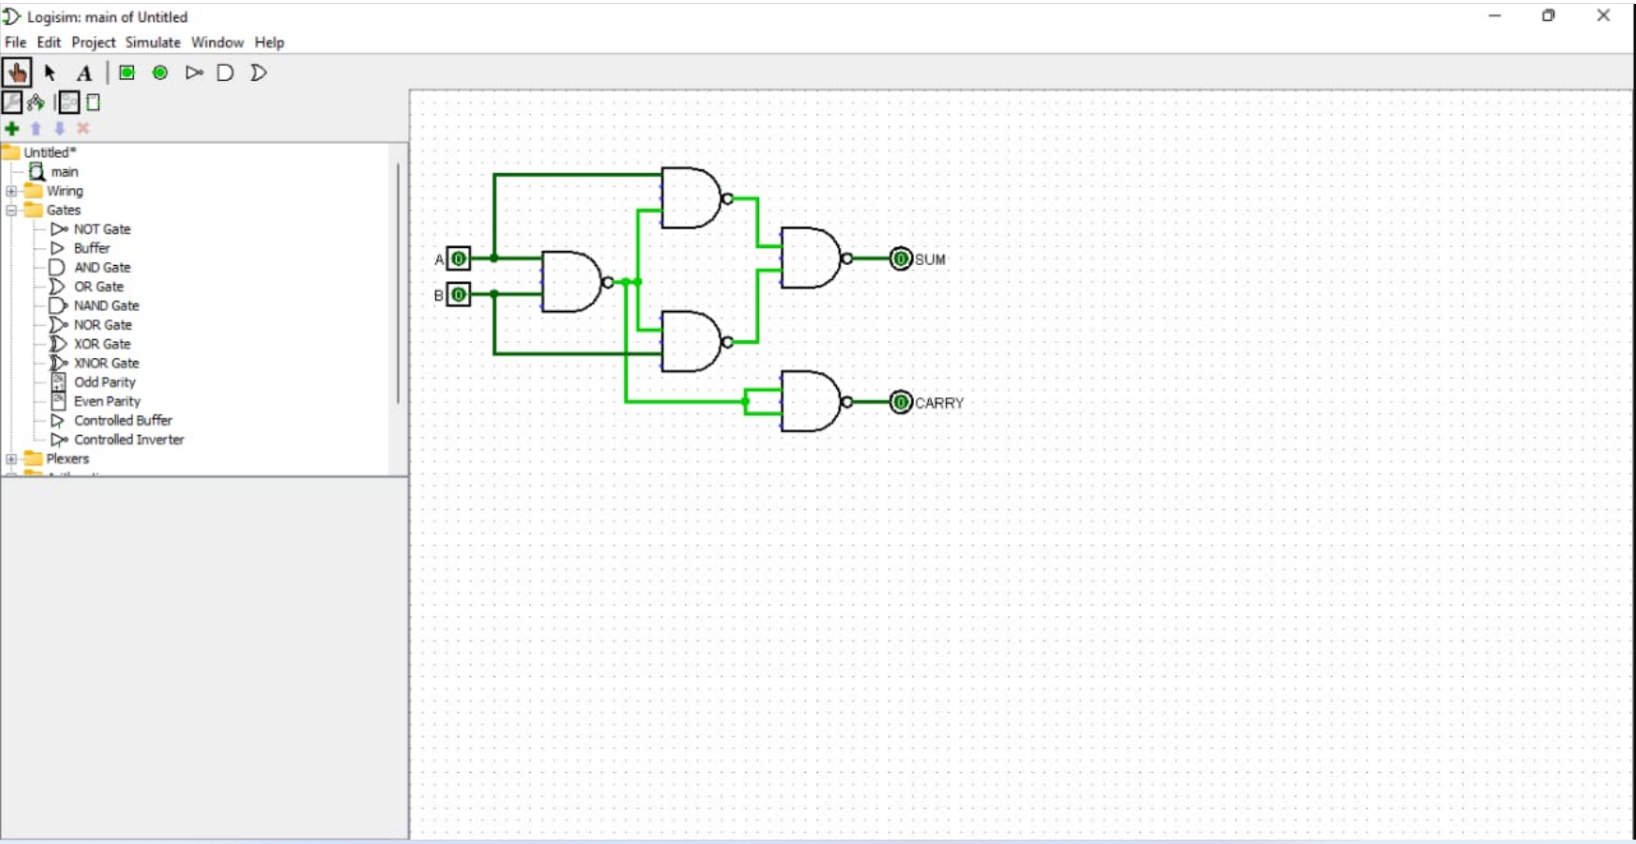 Logisim: main of Untitled
File Edit Project Simulate Window Help
A
Untitled*
main
Wiring
Gates
NOT Gate
Buffer
AND Gate
OR Gate
NAND Gate
NOR Gate
XOR Gate
XNOR Gate
Odd Parity
Even Parity
Controlled Buffer
Controlled Inverter
Plexers
A 0
B 0
0 SUM
0 CARRY